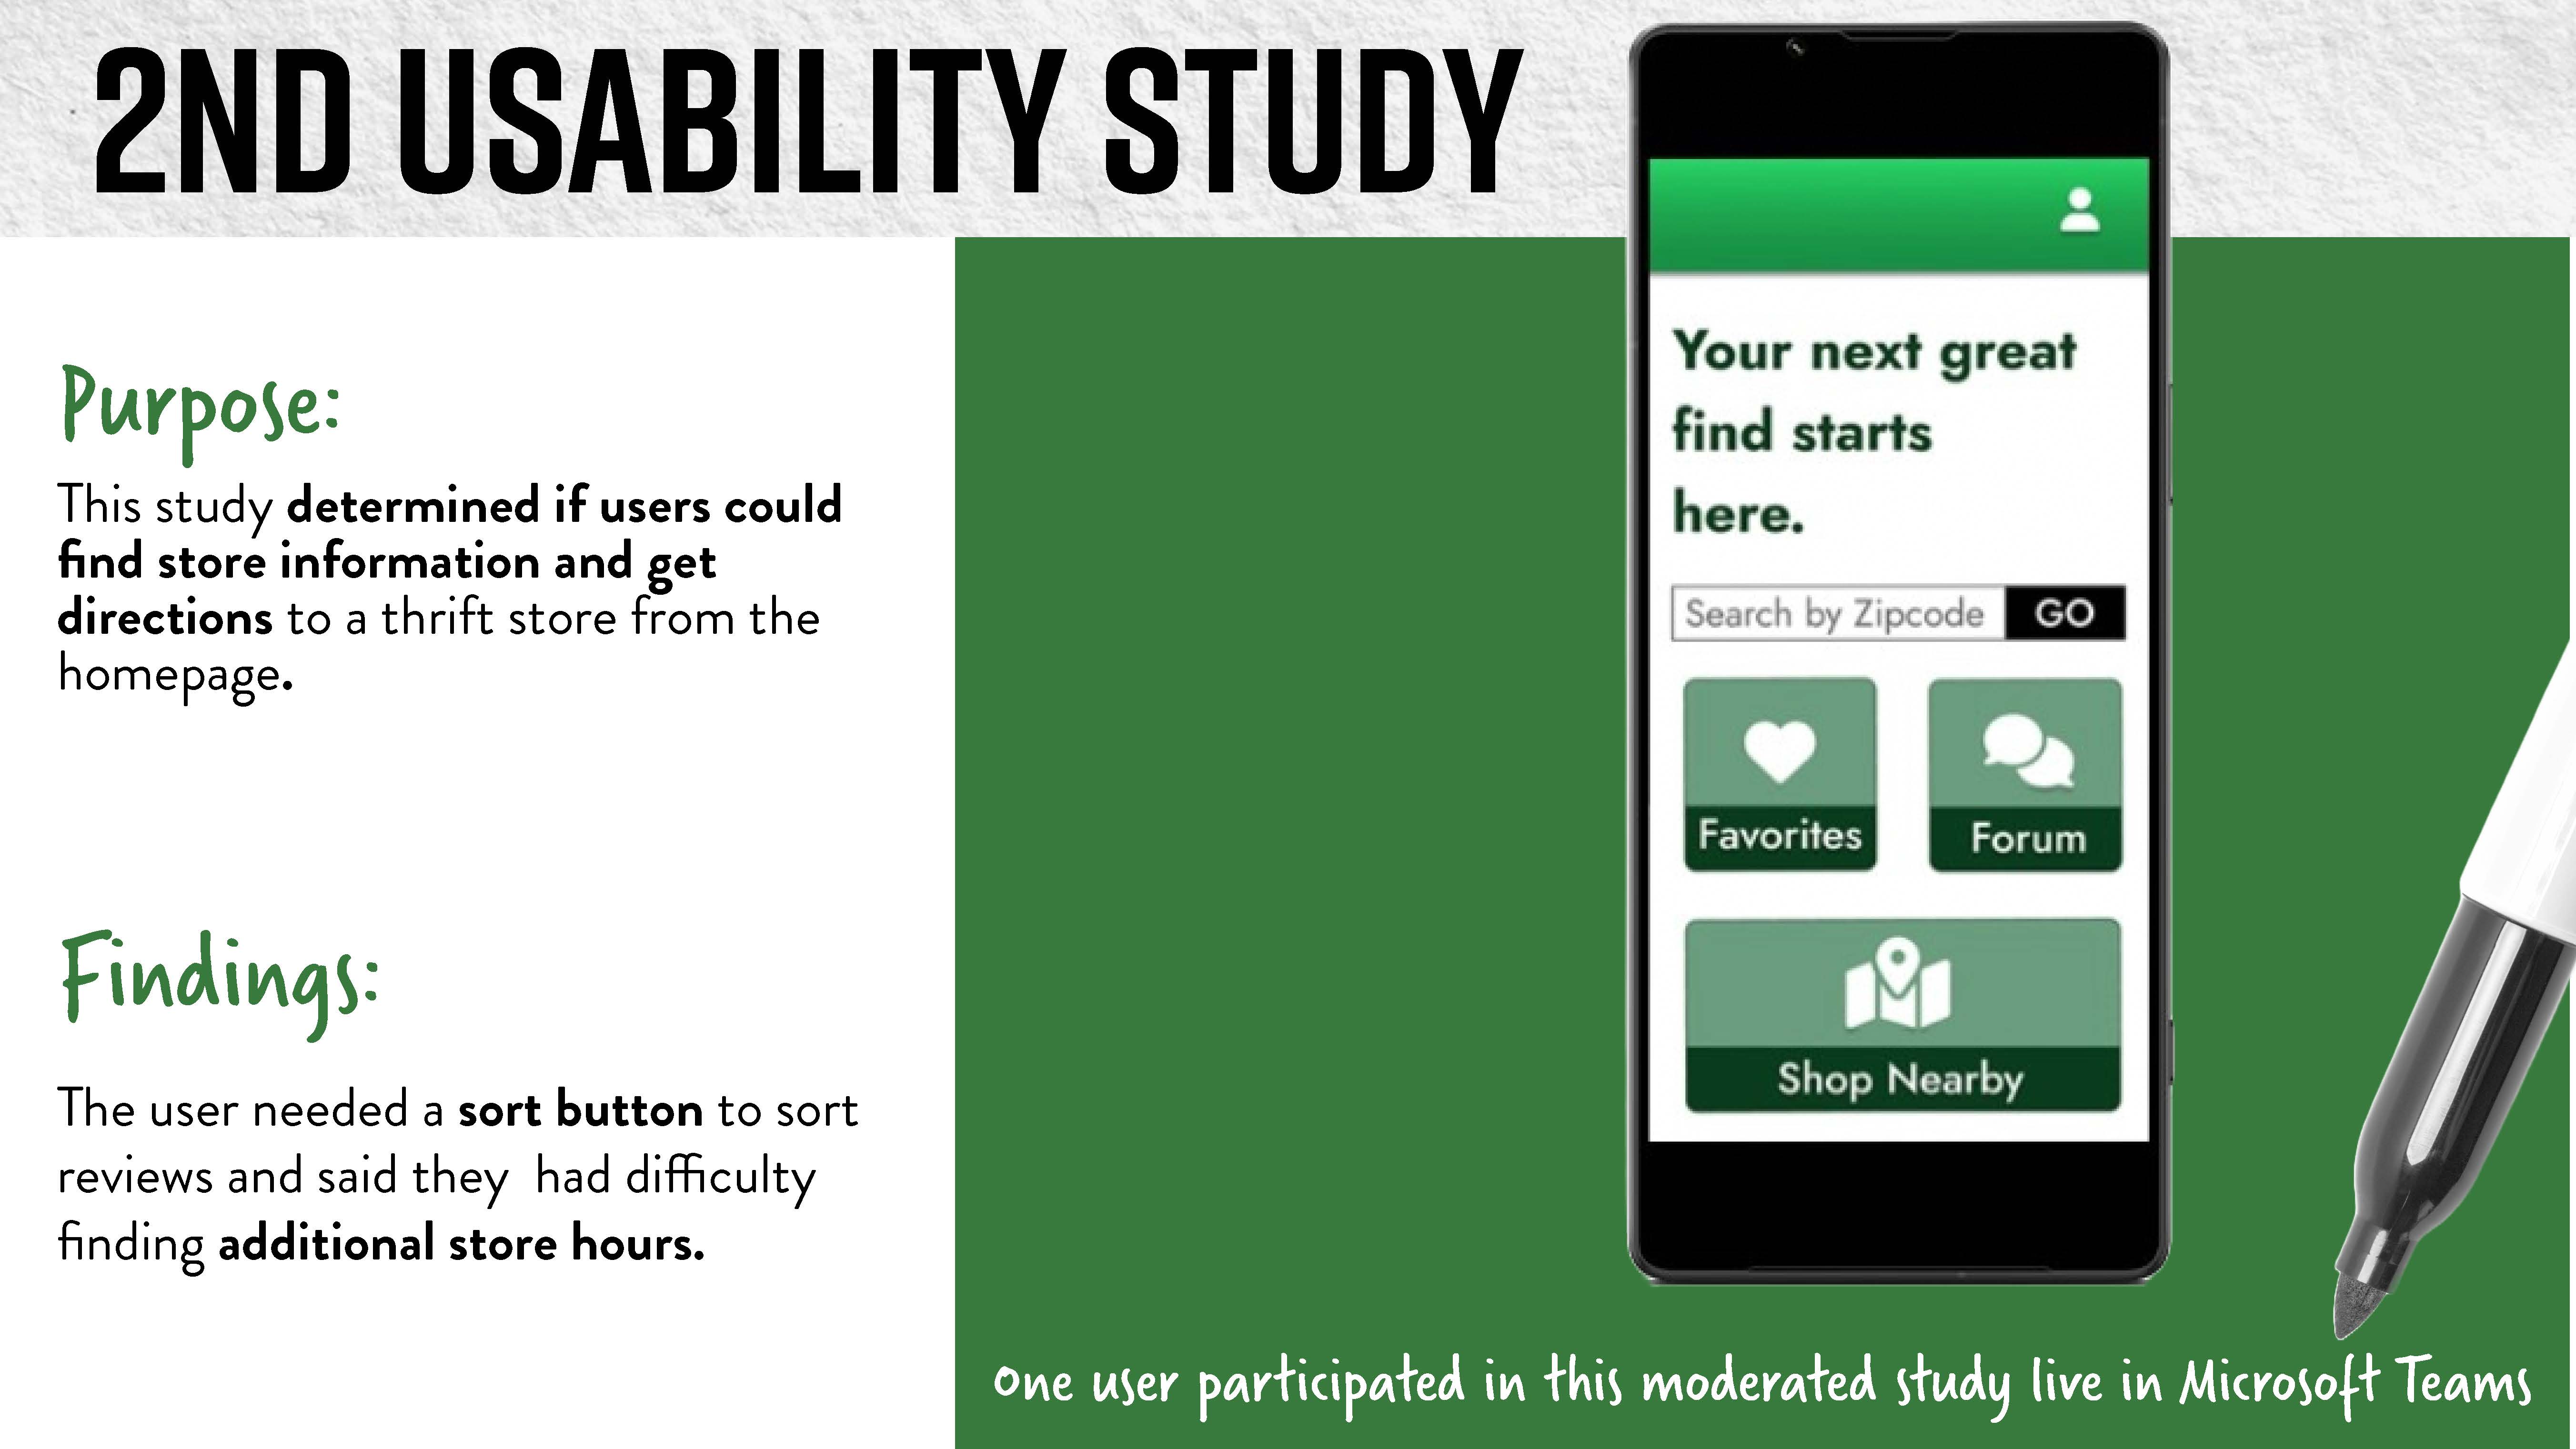 2ND USABILITY STUDY
Purpose:
This study determined if users could
find store information and get
directions to a thrift store from the
homepage.
Findings:
The user needed a sort button to sort
reviews and said they  had difficulty
finding additional store hours.
Your next great
find starts
here.
Search by Zipcode GO
Favorites Forum
Shop Nearby
One user participated in this moderated study live in Microsoft Teams